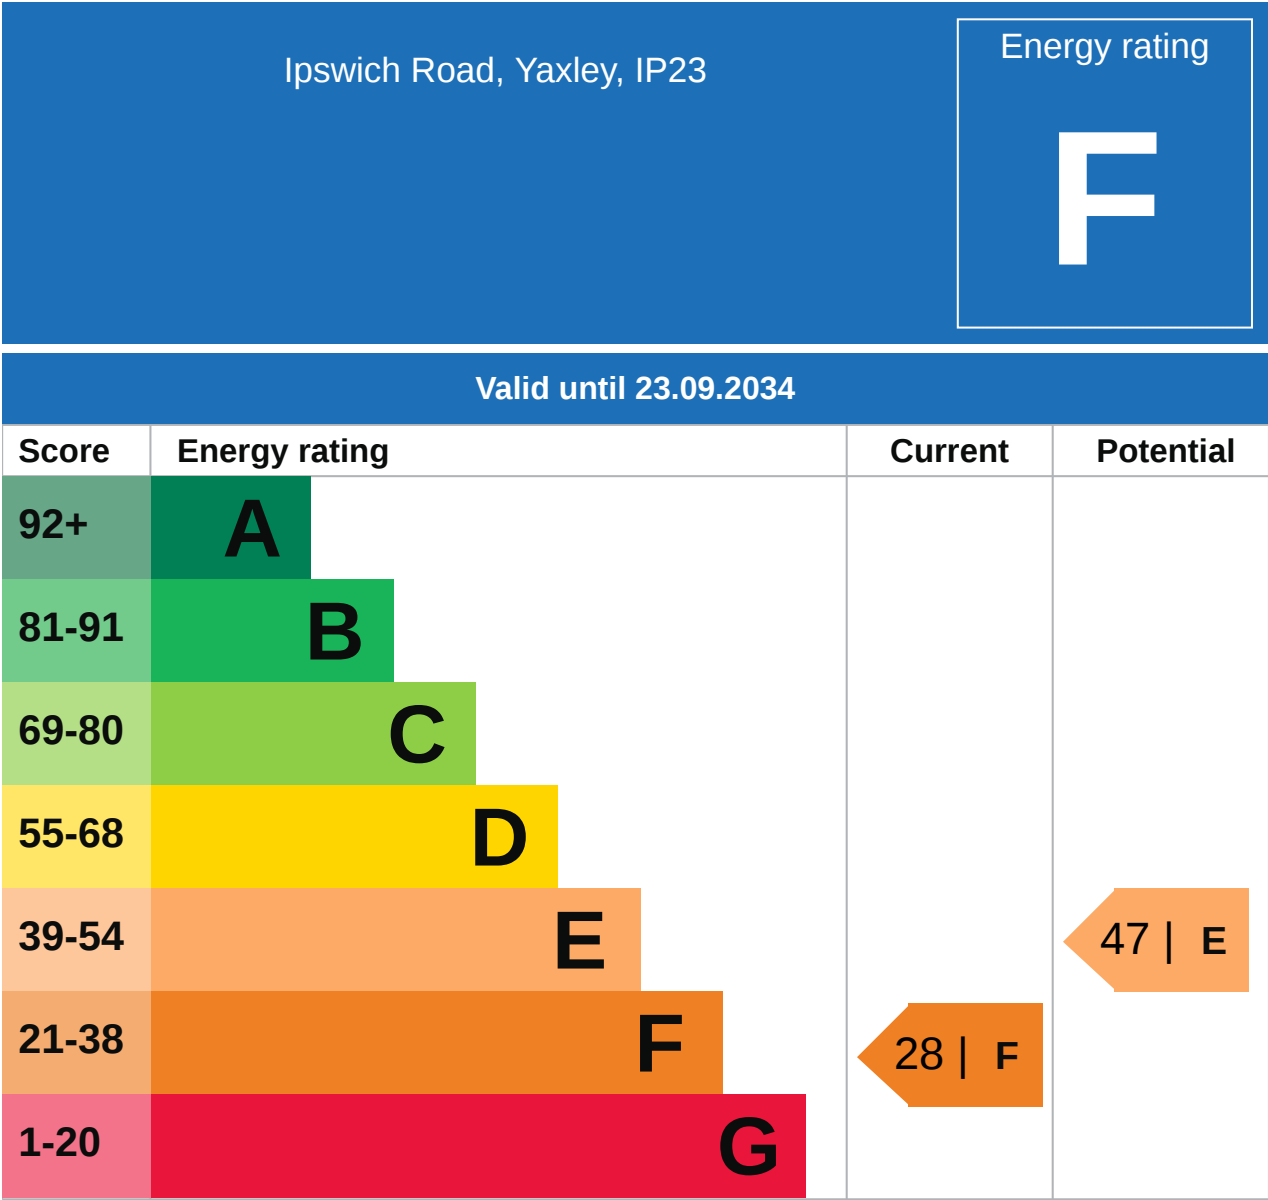 Ipswich Road, Yaxley, IP23
Energy rating
F
Valid until 23.09.2034
Score Energy rating Current Potential
92+ A
81-91 B
69-80 C
55-68 D
39-54 E 47 | E
21-38 F 28 | F
1-20 G